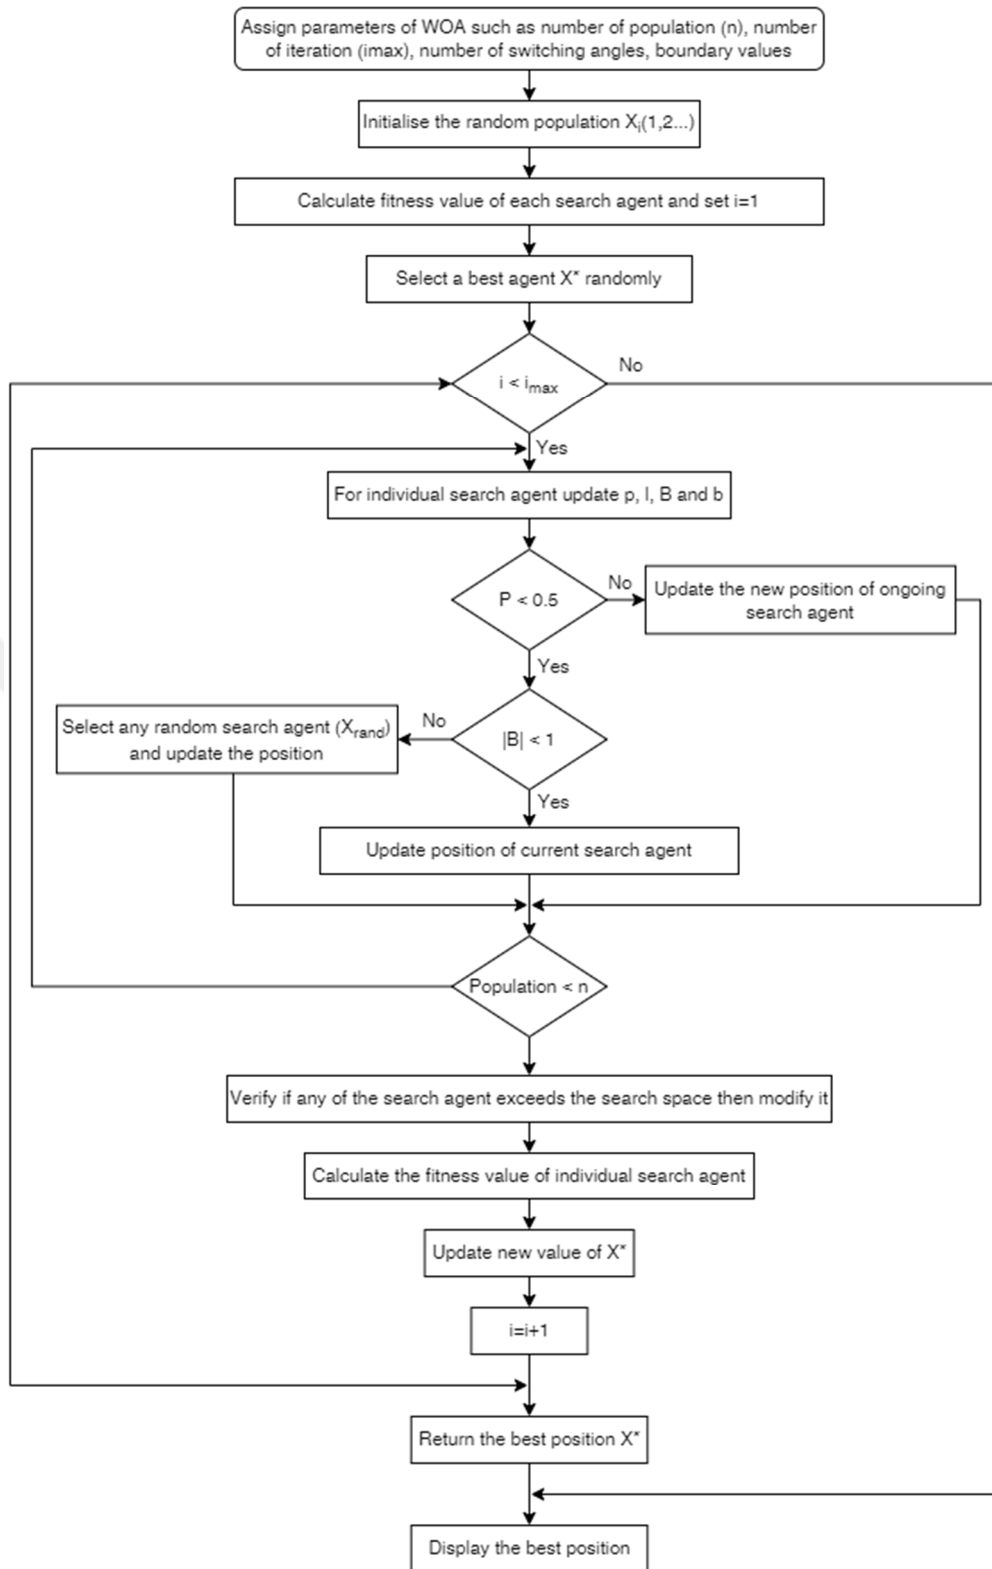 Assign parameters of WOA such as number of population (n), number
of iteration (imax), number of switching angles, boundary values
Initialise the random population Xi(1,2...)
Calculate fitness value of each search agent and set i=1
Select a best agent X* randomly
No
i < imax
Yes
For individual search agent update p, l, B and b
P < 0.5
No
Update the new position of ongoing
search agent
Yes
Select any random search agent (Xrand)
and update the position
No
|B| < 1
Yes
Update position of current search agent
Population < n
Verify if any of the search agent exceeds the search space then modify it
Calculate the fitness value of individual search agent
Update new value of X*
i=i+1
Return the best position X*
Display the best position